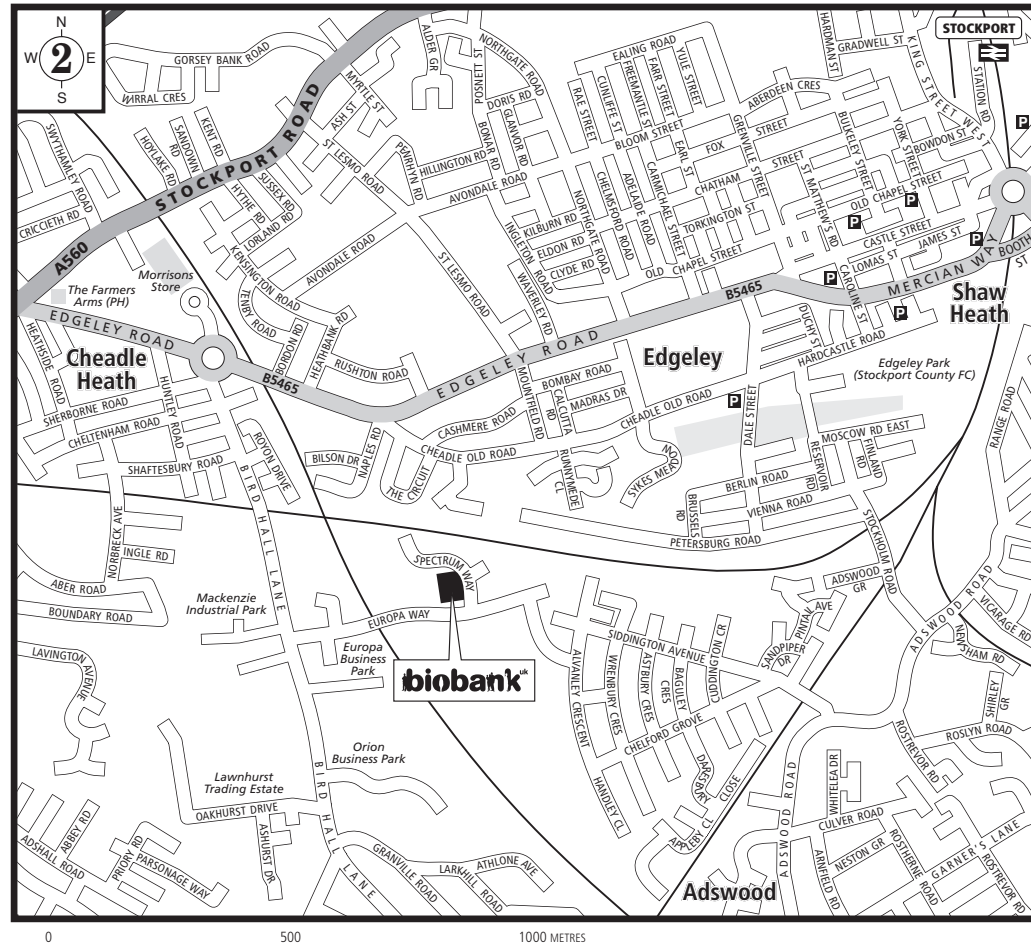 N
W 2 E
S
STOCKPORT
GORSEY BANK ROAD
WIRRAL CRES
ALDER GR
POSNETT ST
NORTHGATE ROAD
EALING ROAD
HARDMAN ST
GRADWELL ST
KING STREET WEST
STATION RD
MYRTLE ST
ASH ST
DORIS RD
GLANVOR RD
BONAR RD
RAE STREET
CUNLIFFE ST
FREEMANTLE ST
FARR STREET
YULE STREET
ABERDEEN CRES
SWYTHAMLEY ROAD
HOYLAKE RD
SANDOWN RD
KENT RD
STOCKPORT ROAD
ST LESMO ROAD
PENRHYN RD
HILLINGTON RD
AVONDALE ROAD
BLOOM STREET
EARL ST
FOX STREET
GRENVILLE STREET
BULKELEY STREET
YORK STREET
BOWDON ST
P
SUSSEX RD
HYTHE RD
LORLAND RD
CHATHAM STREET
CARMICHAEL STREET
ADELAIDE ROAD
CHELMSFORD ROAD
NORTHGATE ROAD
ST MATTHEW'S RD
OLD CHAPEL STREET
P
P
CRICCIETH RD
A560
KENSINGTON ROAD
AVONDALE ROAD
ST LESMO ROAD
KILBURN RD
ELDON RD
CLYDE RD
INGLETON ROAD
WAVERLEY RD
TORKINGTON ST
OLD CHAPEL STREET
CASTLE STREET
JAMES ST
LOMAS ST
P
MERCIAN WAY
BOOTH ST
Morrisons
Store
The Farmers
Arms (PH)
TENBY ROAD
BORDON RD
HEATHBANK RD
B5465
P
CAROLINE ST
P
Shaw
Heath
EDGELEY ROAD
Cheadle
Heath
HEATHSIDE ROAD
B5465
RUSHTON ROAD
EDGELEY ROAD
Edgeley
DUCHY ST
HARDCASTLE ROAD
Edgeley Park
(Stockport County FC)
SHERBORNE ROAD
HUNTLEY ROAD
CHELTENHAM ROAD
BOMBAY ROAD
MADRAS DR
CALCUTTA RD
MOUNTFIELD RD
CASHMERE ROAD
CHEADLE OLD ROAD
P
DALE STREET
RANGE ROAD
SHAFTESBURY ROAD
ROYON DRIVE
BILSON DR
NAPLES RD
THE CIRCUIT
CHEADLE OLD ROAD
RUNNYMEDE CL
SYKES MEADOW
MOSCOW RD EAST
FINLAND RD
RESERVOIR RD
BERLIN ROAD
VIENNA ROAD
BRUSSELS RD
PETERSBURG ROAD
STOCKHOLM ROAD
BIRD HALL LANE
NORBRECK AVE
INGLE RD
ABER ROAD
BOUNDARY ROAD
SPECTRUM WAY
Mackenzie
Industrial Park
EUROPA WAY
Europa
Business
Park
biobank uk
ADSWOOD GR
PINTAIL AVE
SANDPIPER DR
ADSWOOD ROAD
VICARAGE RD
NEWSHAM RD
SIDDINGTON AVENUE
CUDDINGTON CR
LAVINGTON AVENUE
ALVANLEY CRESCENT
WRENBURY CRES
ASTBURY CRES
BAGULEY CRES
CHELFORD GROVE
SHIRLEY GR
ROSLYN ROAD
ROSTREVOR RD
Orion
Business Park
Lawnhurst
Trading Estate
BIRD HALL LANE
OAKHURST DRIVE
ASHURST DR
HANDLEY CL
DARESBURY CLOSE
APPLEBY CL
ADSWOOD ROAD
WHITELEA DR
CULVER ROAD
ABBEY RD
ADSHALL ROAD
PRIORY RD
PARSONAGE WAY
GRANVILLE ROAD
LARKHILL ROAD
ATHLONE AVE
Adswood
ARNFIELD RD
NESTON GR
ROSTHERNE ROAD
GARNER'S LANE
ROSTREVOR RD
0 500 1000 METRES